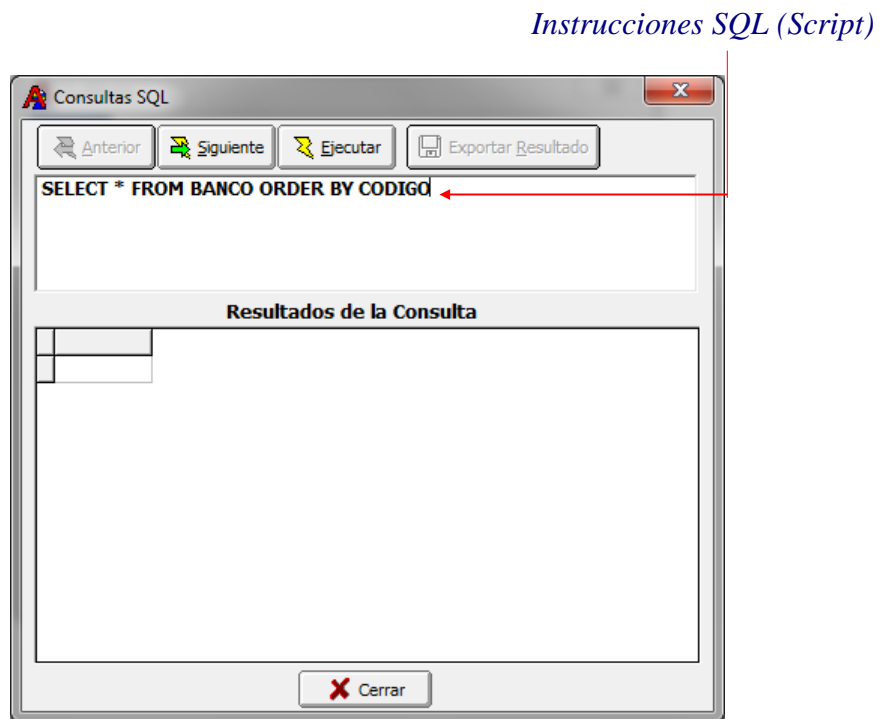 Instrucciones SQL (Script)
Consultas SQL
Anterior Siguiente Ejecutar Exportar Resultado
SELECT * FROM BANCO ORDER BY CODIGO
Resultados de la Consulta
Cerrar